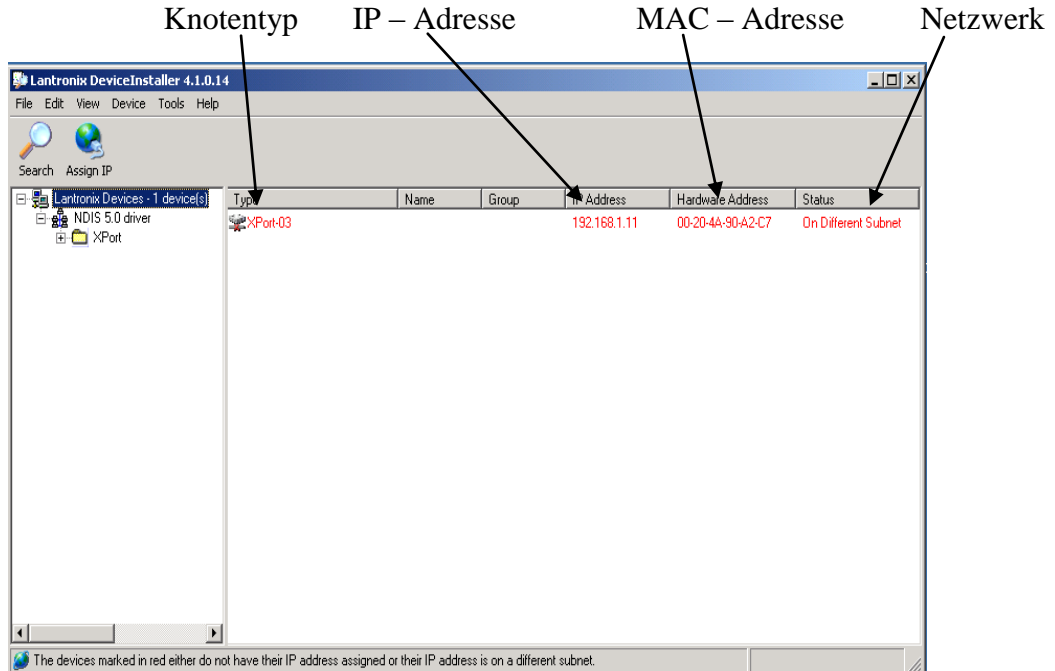 Knotentyp IP – Adresse MAC – Adresse Netzwerk
Lantronix DeviceInstaller 4.1.0.14
File Edit View Device Tools Help
Search Assign IP
Lantronix Devices - 1 device(s)
Type Name Group IP Address Hardware Address Status
NDIS 5.0 driver
XPort-03 192.168.1.11 00-20-4A-90-A2-C7 On Different Subnet
XPort
The devices marked in red either do not have their IP address assigned or their IP address is on a different subnet.